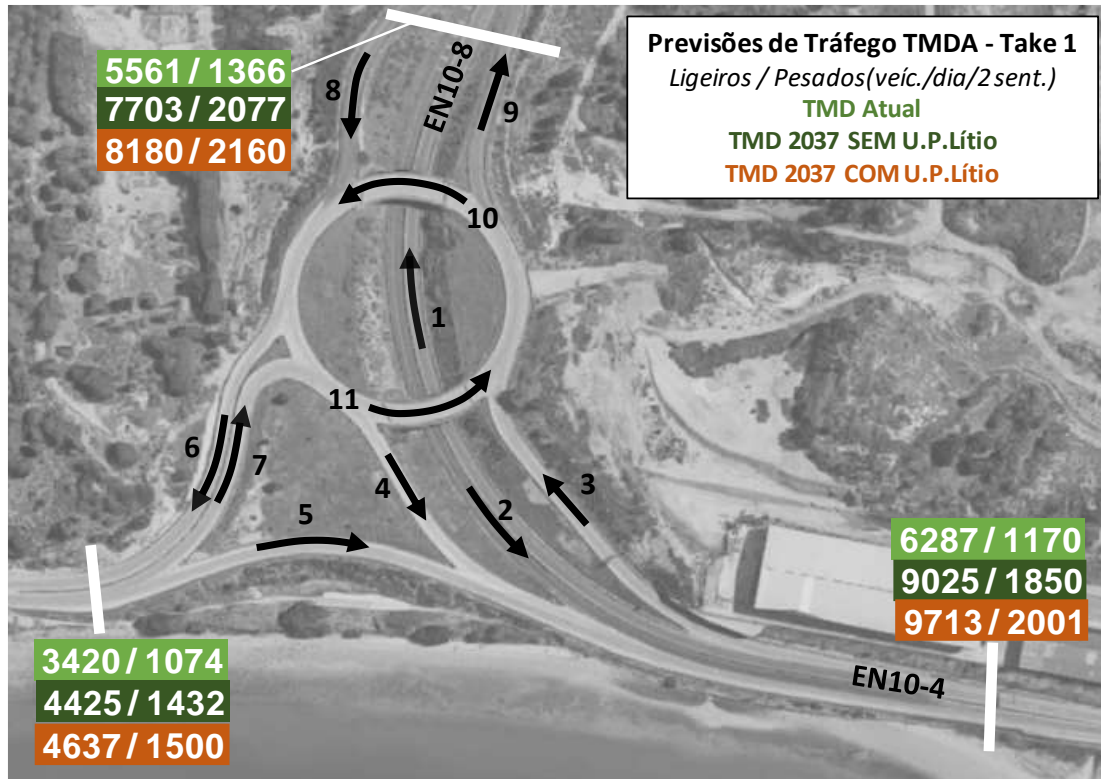 Previsões de Tráfego TMDA - Take 1
Ligeiros / Pesados(veíc./dia/2 sent.)
TMD Atual
TMD 2037 SEM U.P.Lítio
TMD 2037 COM U.P.Lítio
5561 / 1366
7703 / 2077
8180 / 2160
8
EN10-8
9
10
1
11
6
7
4
5
2
3
6287 / 1170
9025 / 1850
9713 / 2001
3420 / 1074
4425 / 1432
4637 / 1500
EN10-4